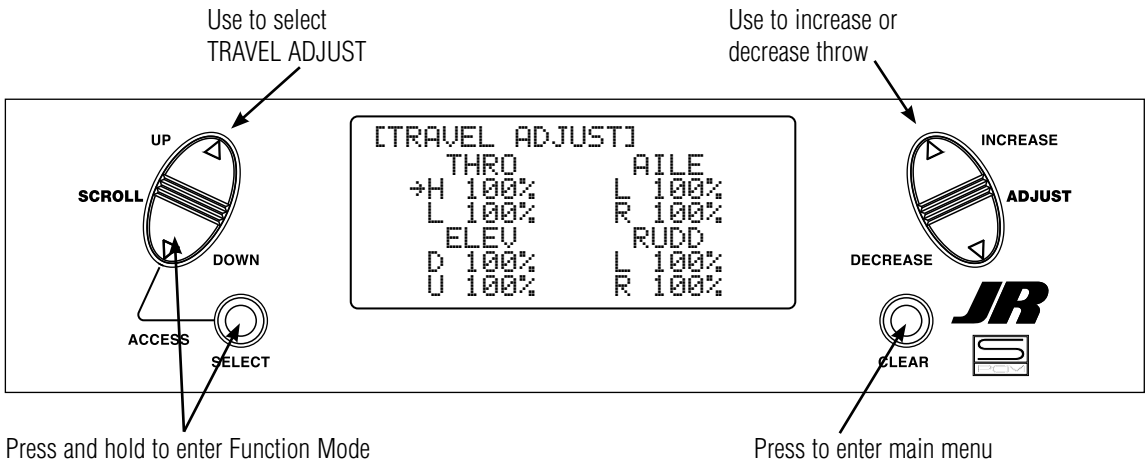 Use to select
TRAVEL ADJUST
Use to increase or
decrease throw
UP
SCROLL
DOWN
ACCESS
SELECT
[TRAVEL ADJUST]
THRO AILE
→H 100% L 100%
L 100% R 100%
ELEV RUDD
D 100% L 100%
U 100% R 100%
INCREASE
ADJUST
DECREASE
CLEAR
JR
S
PCM
Press and hold to enter Function Mode
Press to enter main menu